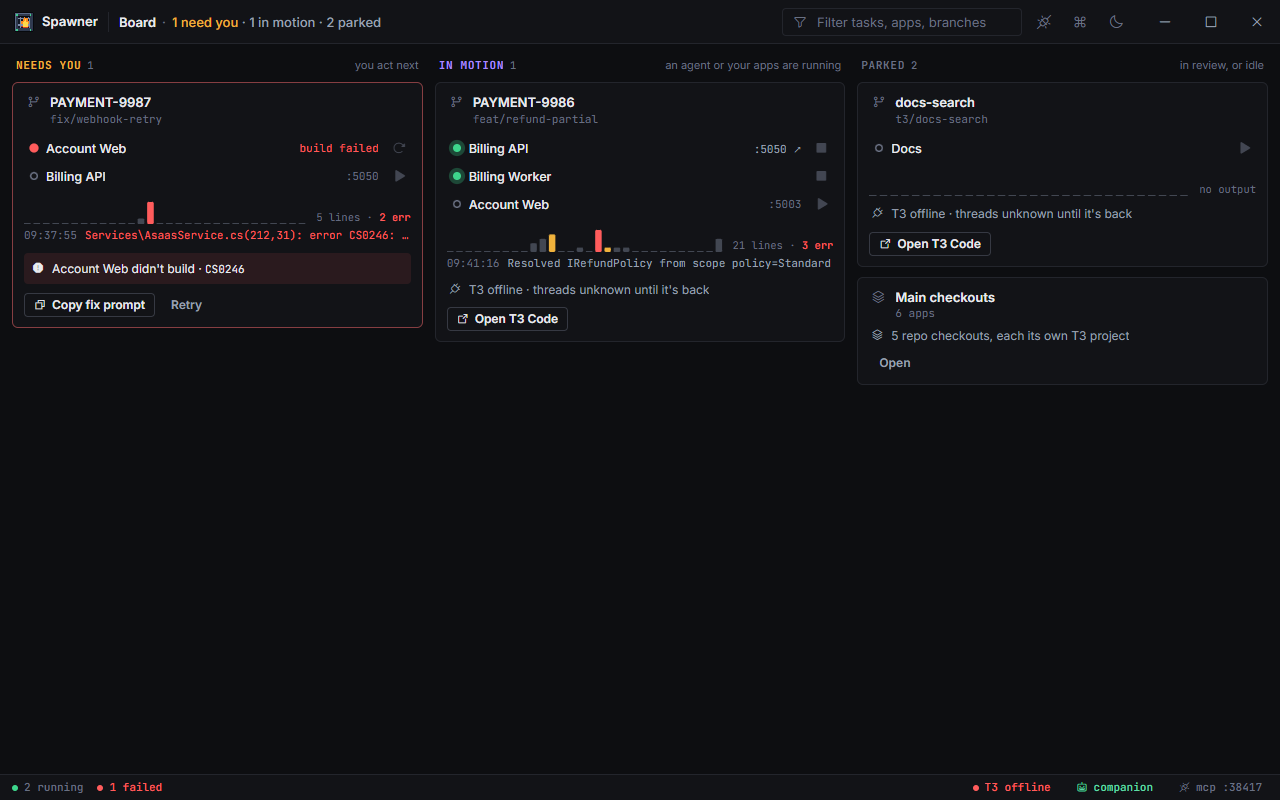 Spawner Board · 1 need you · 1 in motion · 2 parked
Filter tasks, apps, branches
NEEDS YOU 1 you act next
PAYMENT-9987
fix/webhook-retry
Account Web build failed
Billing API :5050
5 lines · 2 err
09:37:55 Services\AsaasService.cs(212,31): error CS0246: …
Account Web didn't build · CS0246
Copy fix prompt Retry
IN MOTION 1 an agent or your apps are running
PAYMENT-9986
feat/refund-partial
Billing API :5050 ↗
Billing Worker
Account Web :5003
21 lines · 3 err
09:41:16 Resolved IRefundPolicy from scope policy=Standard
T3 offline · threads unknown until it's back
Open T3 Code
PARKED 2 in review, or idle
docs-search
t3/docs-search
Docs
no output
T3 offline · threads unknown until it's back
Open T3 Code
Main checkouts
6 apps
5 repo checkouts, each its own T3 project
Open
2 running 1 failed
T3 offline companion mcp :38417